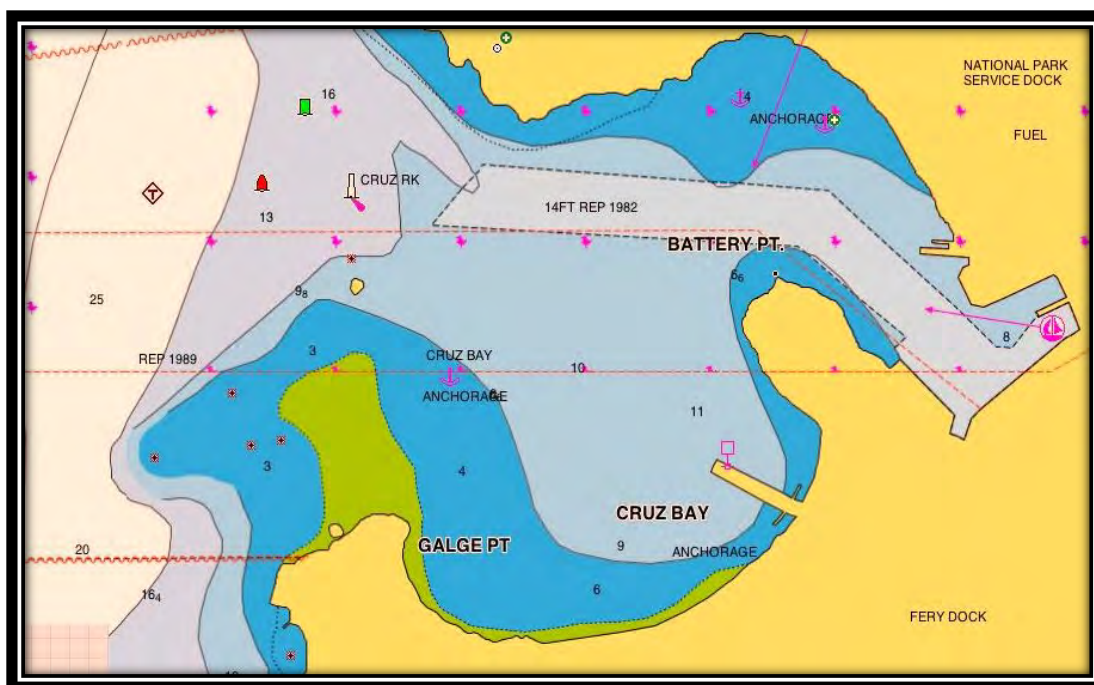 NATIONAL PARK
SERVICE DOCK
16
4
ANCHORAGE
FUEL
T
CRUZ RK
14FT REP 1982
13
BATTERY PT.
6₆
9₈
25
8
3
REP 1989
CRUZ BAY
10
ANCHORAGE
11
3
4
CRUZ BAY
GALGE PT
9
ANCHORAGE
20
16₄
6
FERY DOCK